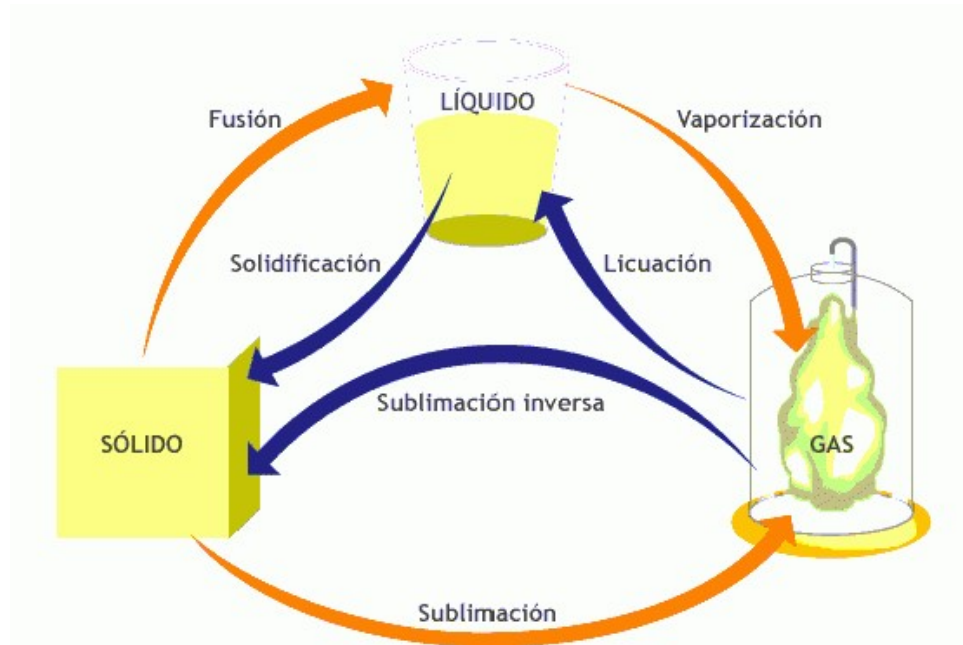 LÍQUIDO
Fusión
Vaporización
Solidificación
Licuación
Sublimación inversa
SÓLIDO
GAS
Sublimación